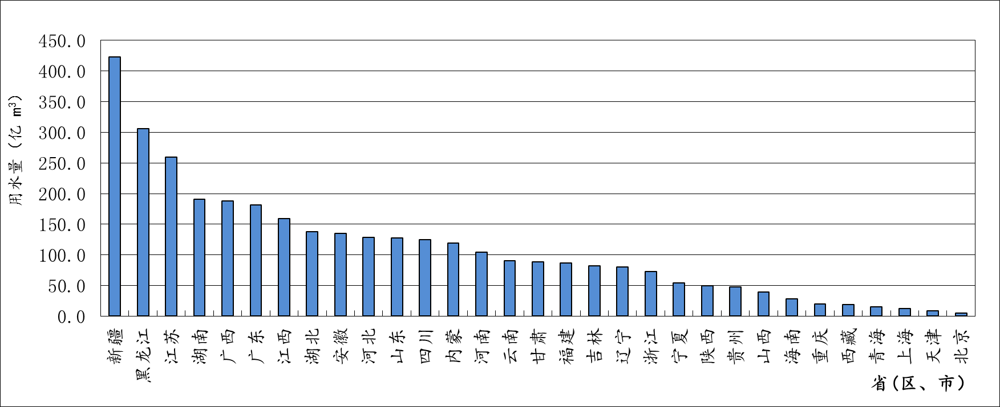 用水量 (亿 m³)
450.0
400.0
350.0
300.0
250.0
200.0
150.0
100.0
50.0
0.0
新疆
黑龙江
江苏
湖南
广西
广东
江西
湖北
安徽
河北
山东
四川
内蒙
河南
云南
甘肃
福建
吉林
辽宁
浙江
宁夏
陕西
贵州
山西
海南
重庆
西藏
青海
上海
天津
北京
省(区、市)